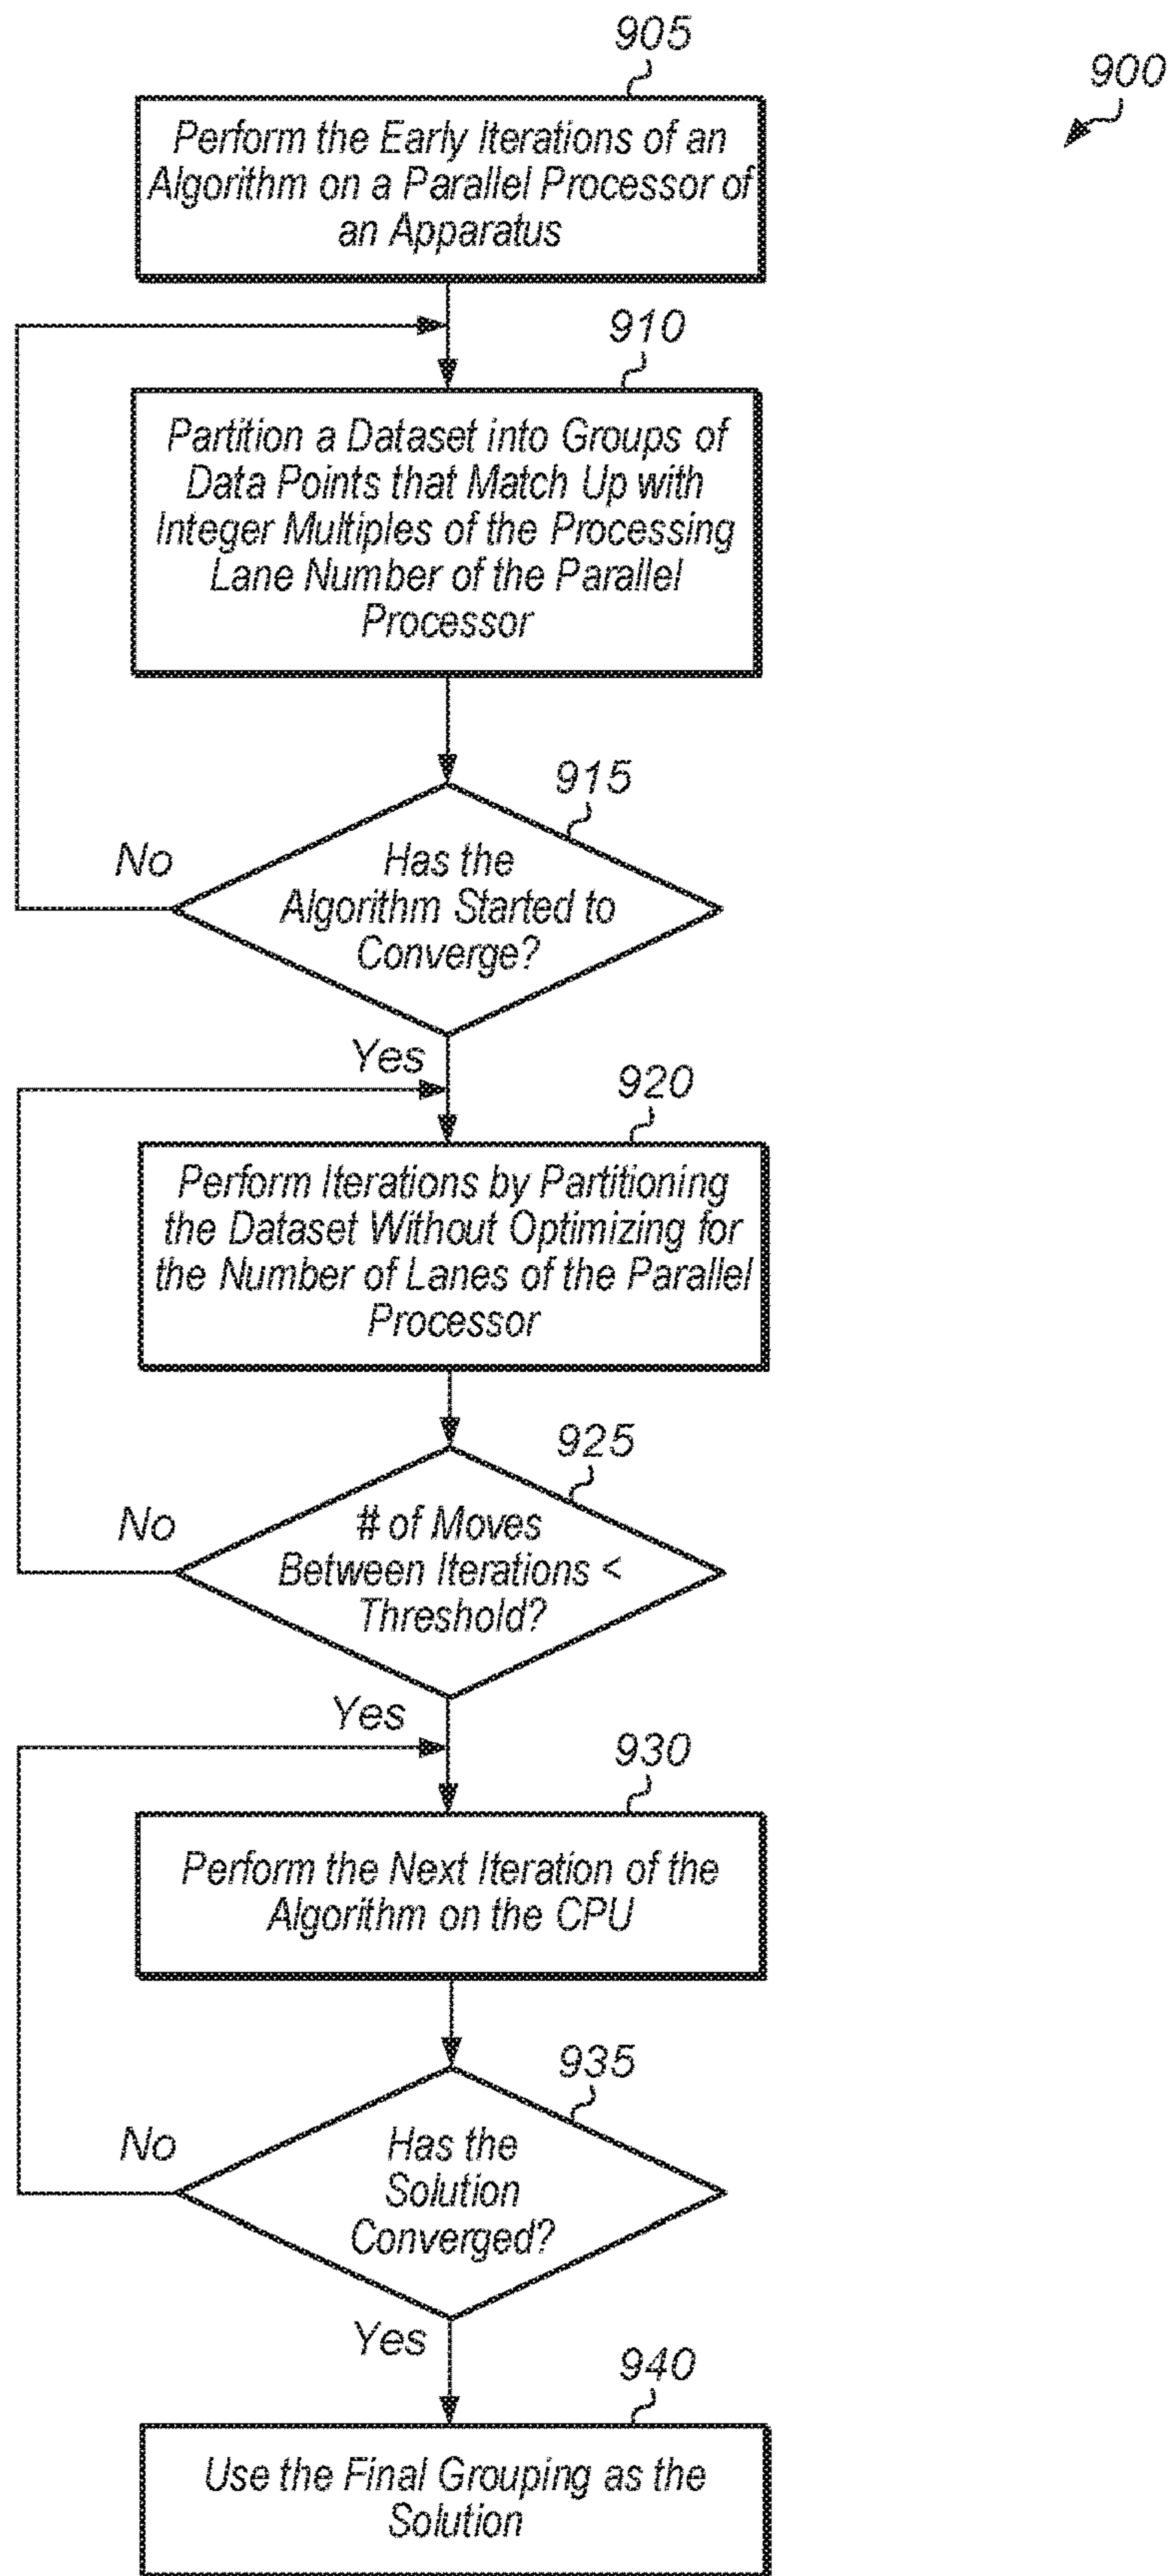 905
900
Perform the Early Iterations of an
Algorithm on a Parallel Processor of
an Apparatus
910
Partition a Dataset into Groups of
Data Points that Match Up with
Integer Multiples of the Processing
Lane Number of the Parallel
Processor
915
No
Has the
Algorithm Started to
Converge?
Yes
920
Perform Iterations by Partitioning
the Dataset Without Optimizing for
the Number of Lanes of the Parallel
Processor
925
No
# of Moves
Between Iterations <
Threshold?
Yes
930
Perform the Next Iteration of the
Algorithm on the CPU
935
No
Has the
Solution
Converged?
Yes
940
Use the Final Grouping as the
Solution